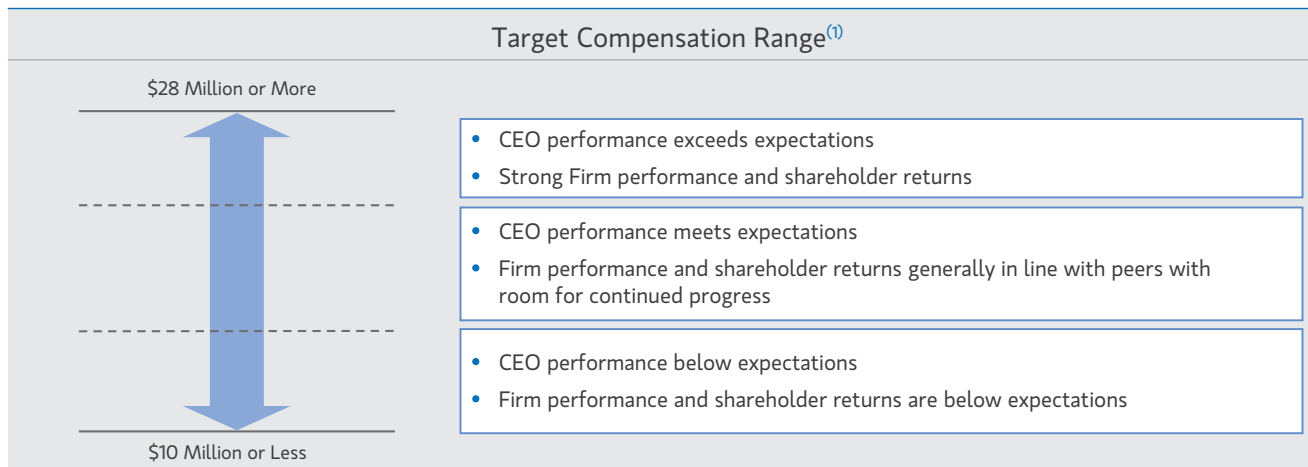 Target Compensation Range(1)
$28 Million or More
• CEO performance exceeds expectations
• Strong Firm performance and shareholder returns
• CEO performance meets expectations
• Firm performance and shareholder returns generally in line with peers with
room for continued progress
• CEO performance below expectations
• Firm performance and shareholder returns are below expectations
$10 Million or Less